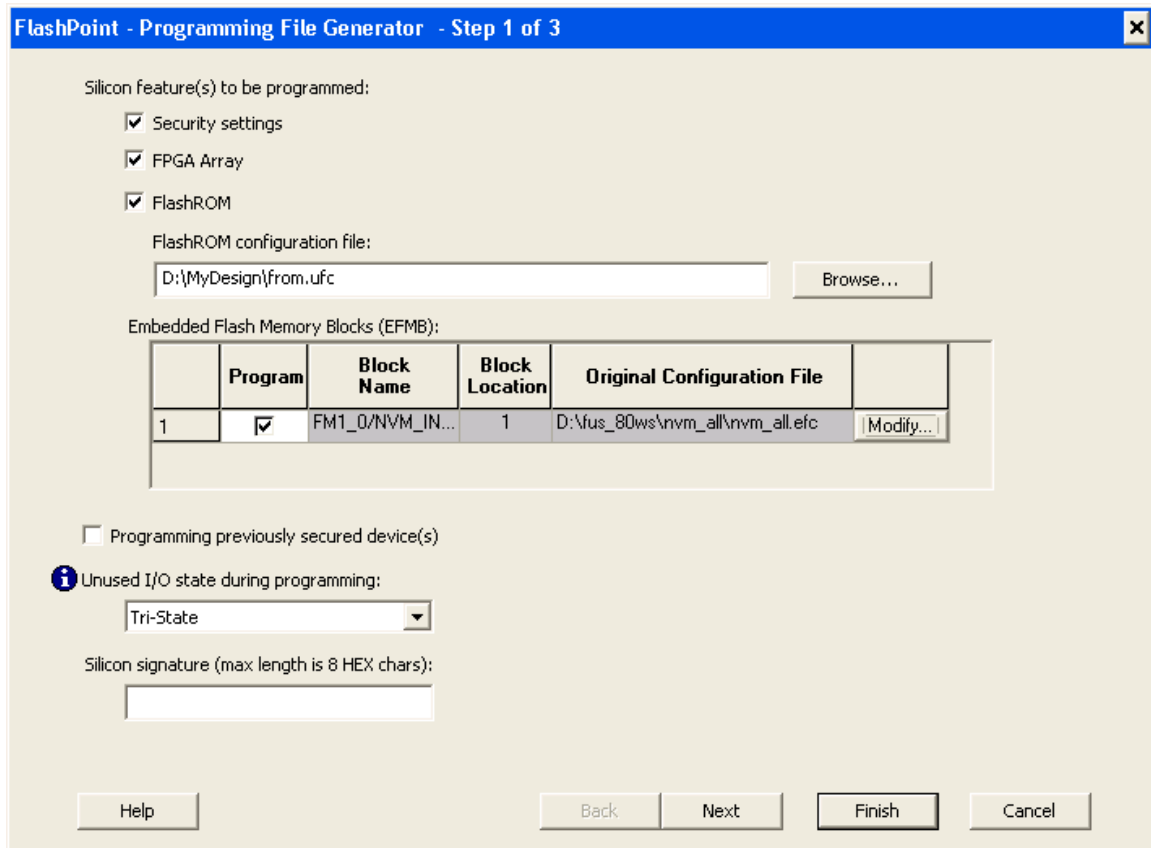 FlashPoint - Programming File Generator - Step 1 of 3
Silicon feature(s) to be programmed:
Security settings
FPGA Array
FlashROM
FlashROM configuration file:
D:\MyDesign\from.ufc Browse...
Embedded Flash Memory Blocks (EFMB):
Program Block Name Block Location Original Configuration File
1 FM1_0/NVM_IN... 1 D:\fus_80ws\nvm_all\nvm_all.efc Modify...
Programming previously secured device(s)
Unused I/O state during programming:
Tri-State
Silicon signature (max length is 8 HEX chars):
Help Back Next Finish Cancel